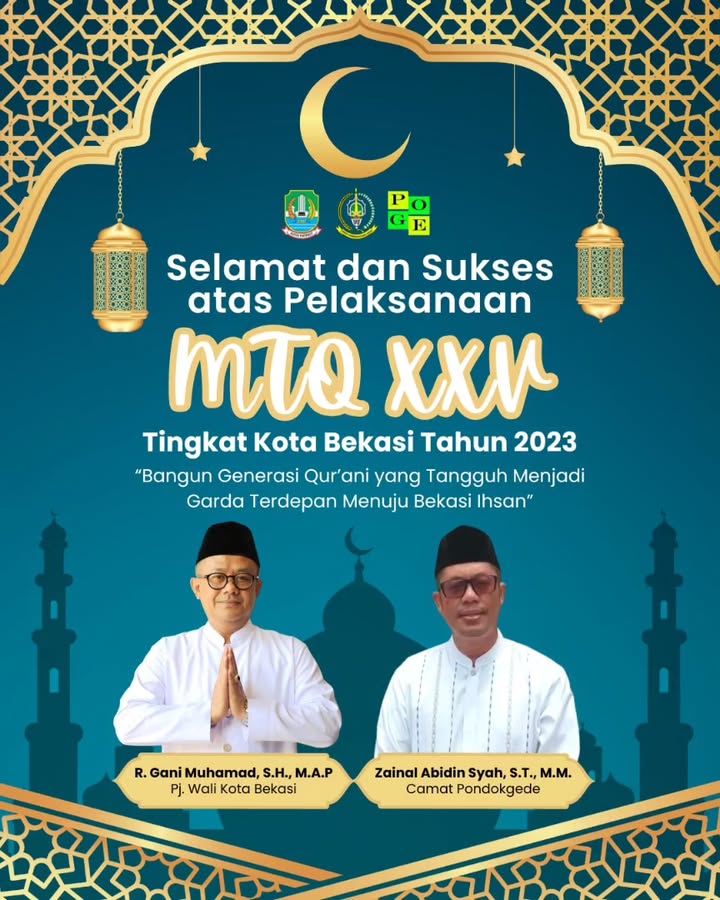 P O
G E
Selamat dan Sukses
atas Pelaksanaan
MTQ XXV
Tingkat Kota Bekasi Tahun 2023
“Bangun Generasi Qur’ani yang Tangguh Menjadi
Garda Terdepan Menuju Bekasi Ihsan”
R. Gani Muhamad, S.H., M.A.P
Pj. Wali Kota Bekasi
Zainal Abidin Syah, S.T., M.M.
Camat Pondokgede